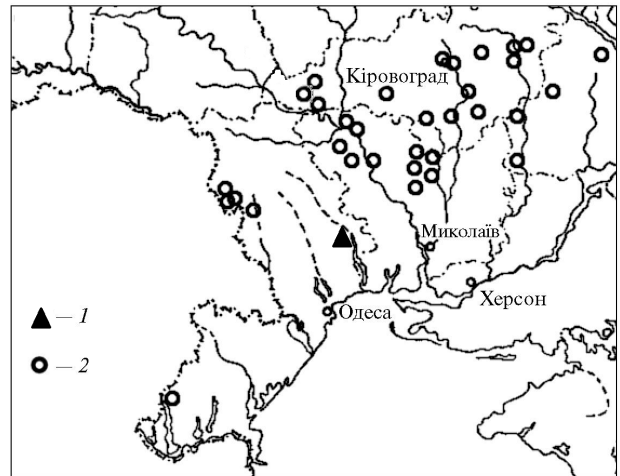 Кіровоград
Миколаїв
Херсон
Одеса
– 1
– 2